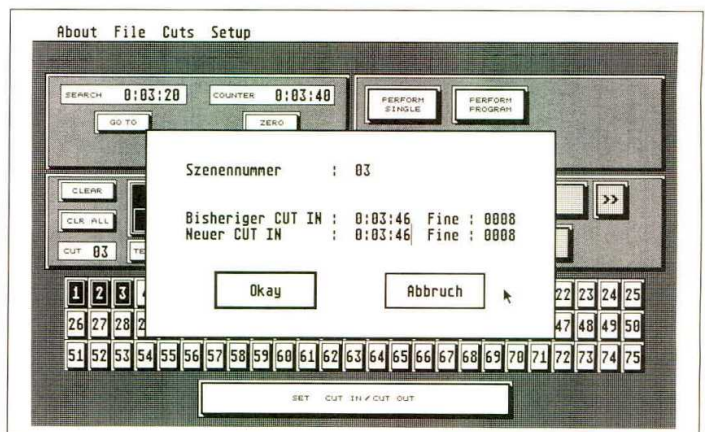 About File Cuts Setup
SEARCH 0:03:20 COUNTER 0:03:40
PERFORM SINGLE
PERFORM PROGRAM
GO TO ZERO
Szenennummer : 03
Bisheriger CUT IN : 0:03:46 Fine : 0008
Neuer CUT IN : 0:03:46 Fine : 0008
Okay Abbruch
CLEAR
CLR ALL
>>
CUT 03 TE
1 2 3 22 23 24 25
26 27 28 2 47 48 49 50
51 52 53 54 55 56 57 58 59 60 61 62 63 64 65 66 67 68 69 70 71 72 73 74 75
SET CUT IN / CUT OUT